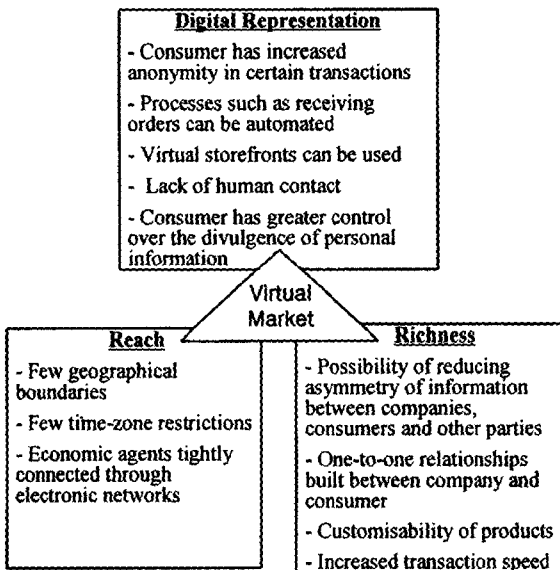 Digital Representation
- Consumer has increased
anonymity in certain transactions
- Processes such as receiving
orders can be automated
- Virtual storefronts can be used
- Lack of human contact
- Consumer has greater control
over the divulgence of personal
information
Virtual
Market
Reach
- Few geographical
boundaries
- Few time-zone restrictions
- Economic agents tightly
connected through
electronic networks
Richness
- Possibility of reducing
asymmetry of information
between companies,
consumers and other parties
- One-to-one relationships
built between company and
consumer
- Customisability of products
- Increased transaction speed